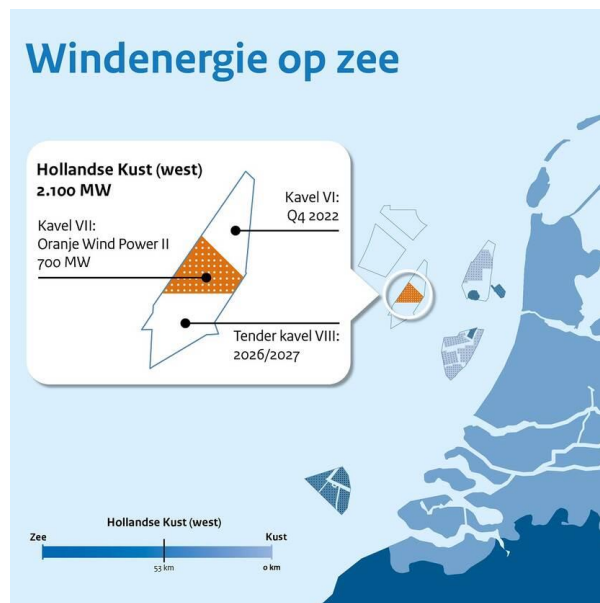 Windenergie op zee
Hollandse Kust (west)
2.100 MW
Kavel VI:
Q4 2022
Kavel VII:
Oranje Wind Power II
700 MW
Tender kavel VIII:
2026/2027
Hollandse Kust (west)
Zee
Kust
53 km
0 km